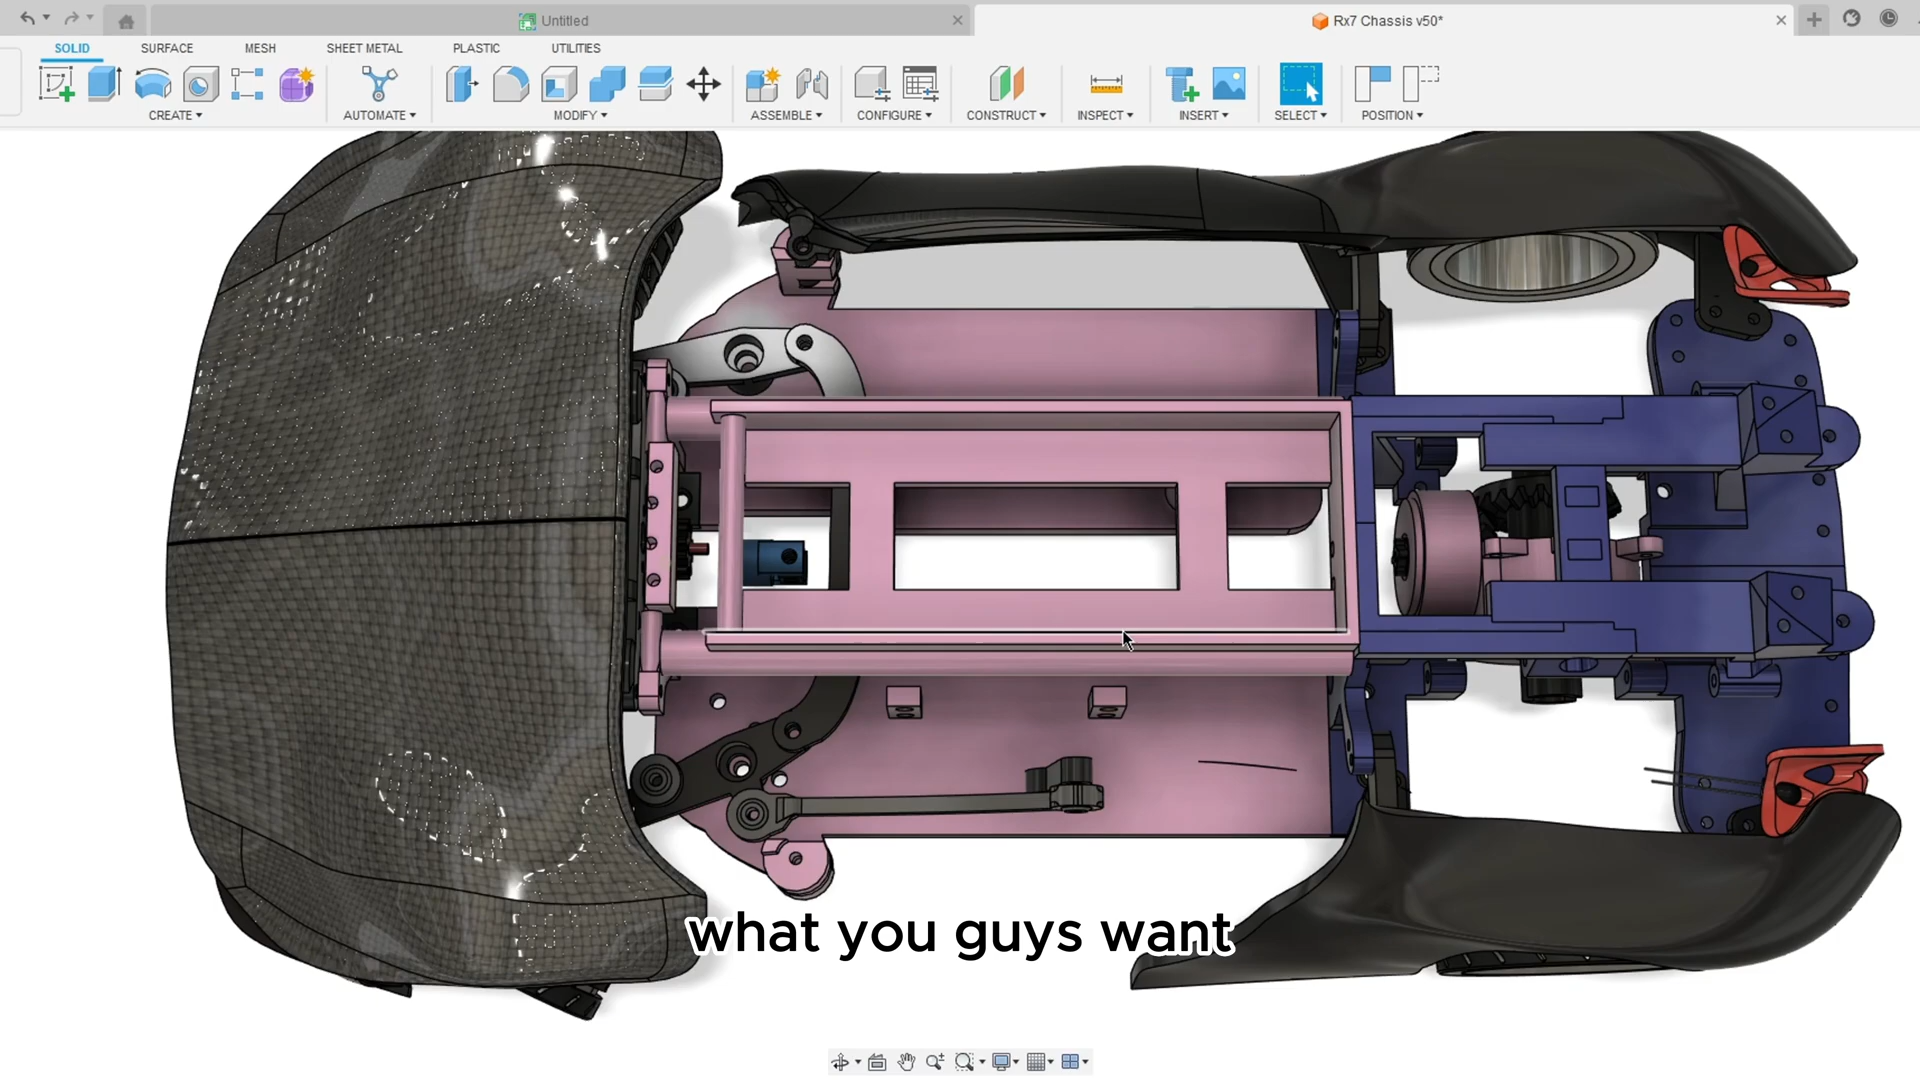 Untitled
Rx7 Chassis v50*
SOLID SURFACE MESH SHEET METAL PLASTIC UTILITIES
CREATE AUTOMATE MODIFY ASSEMBLE CONFIGURE CONSTRUCT INSPECT INSERT SELECT POSITION
what you guys want